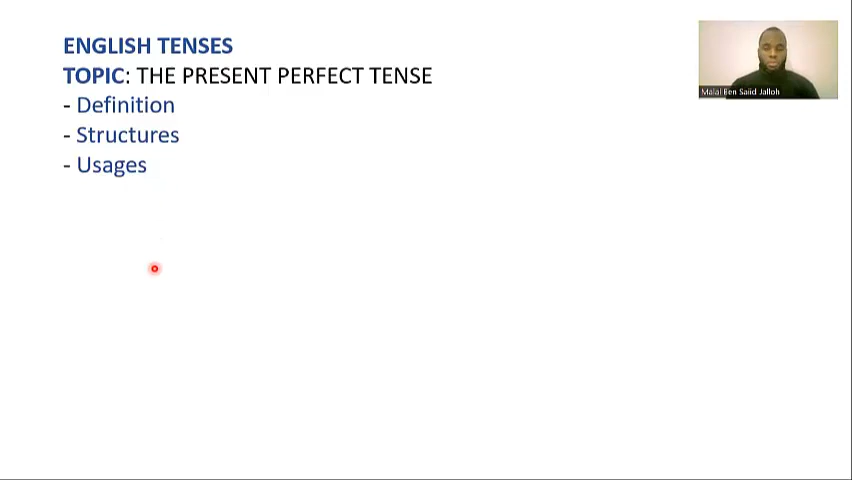 ENGLISH TENSES
TOPIC: THE PRESENT PERFECT TENSE
- Definition
- Structures
- Usages
Malal Ben Saiid Jalloh